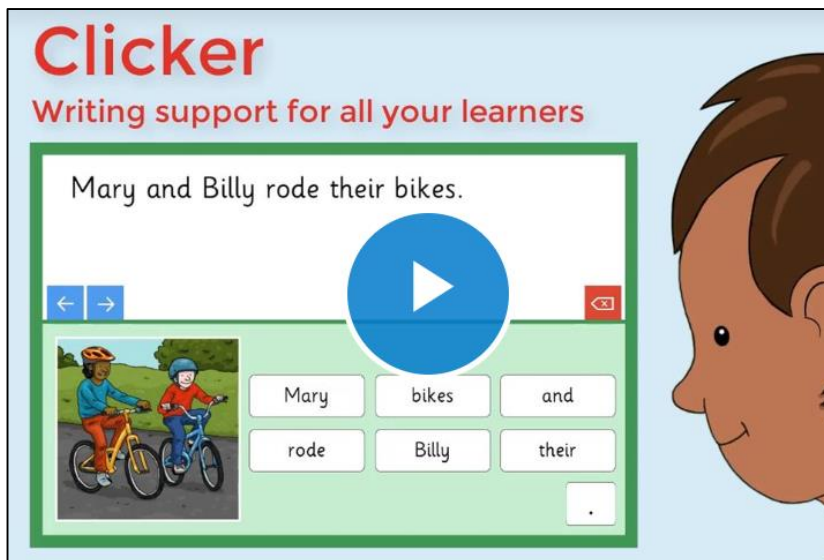 Clicker
Writing support for all your learners
Mary and Billy rode their bikes.
Mary bikes and
rode Billy their
.